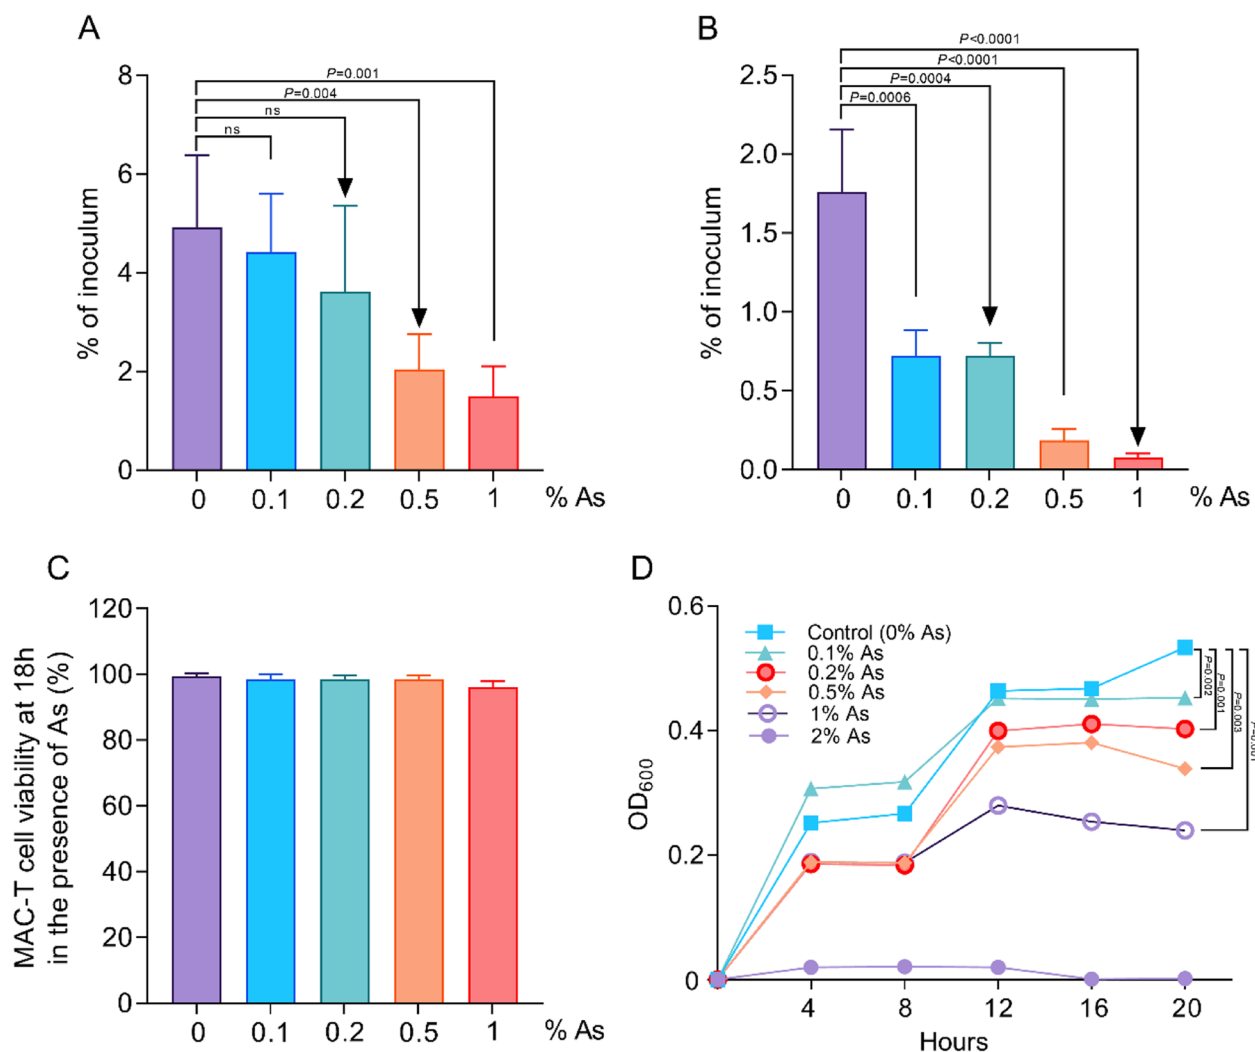 A
P=0.001
P=0.004
ns
ns
% of inoculum
8
6
4
2
0
0 0.1 0.2 0.5 1 % As
B
P<0.0001
P<0.0001
P=0.0004
P=0.0006
% of inoculum
2.5
2.0
1.5
1.0
0.5
0.0
0 0.1 0.2 0.5 1 % As
C
MAC-T cell viability at 18h
in the presence of As (%)
120
100
80
60
40
20
0
0 0.1 0.2 0.5 1 % As
D
OD600
0.6
0.4
0.2
0
Control (0% As)
0.1% As
0.2% As
0.5% As
1% As
2% As
P=0.002
P=0.001
P=0.003
4 8 12 16 20
Hours